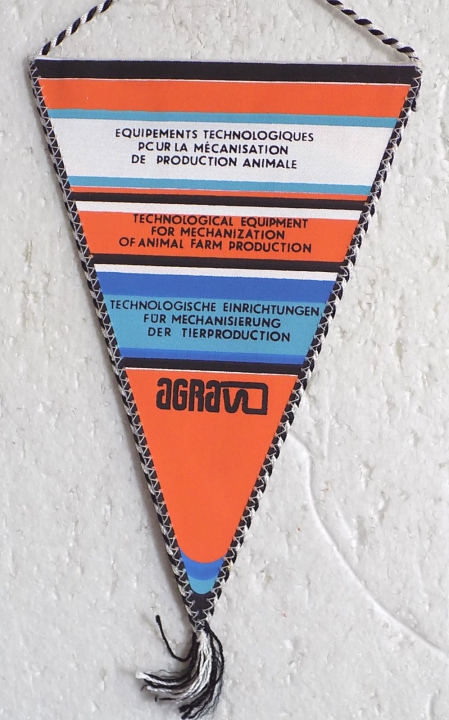 EQUIPEMENTS TECHNOLOGIQUES
POUR LA MÉCANISATION
DE PRODUCTION ANIMALE
TECHNOLOGICAL EQUIPMENT
FOR MECHANIZATION
OF ANIMAL FARM PRODUCTION
TECHNOLOGISCHE EINRICHTUNGEN
FÜR MECHANISIERUNG
DER TIERPRODUCTION